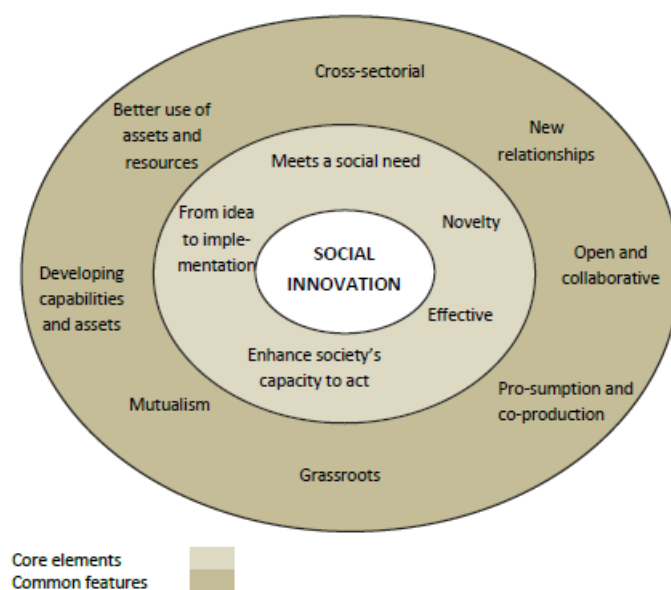 Cross-sectorial
Better use of
assets and
resources
New
relationships
Meets a social need
From idea
to imple-
mentation
Novelty
SOCIAL
INNOVATION
Open and
collaborative
Developing
capabilities
and assets
Effective
Enhance society's
capacity to act
Mutualism
Pro-sumption and
co-production
Grassroots
Core elements
Common features